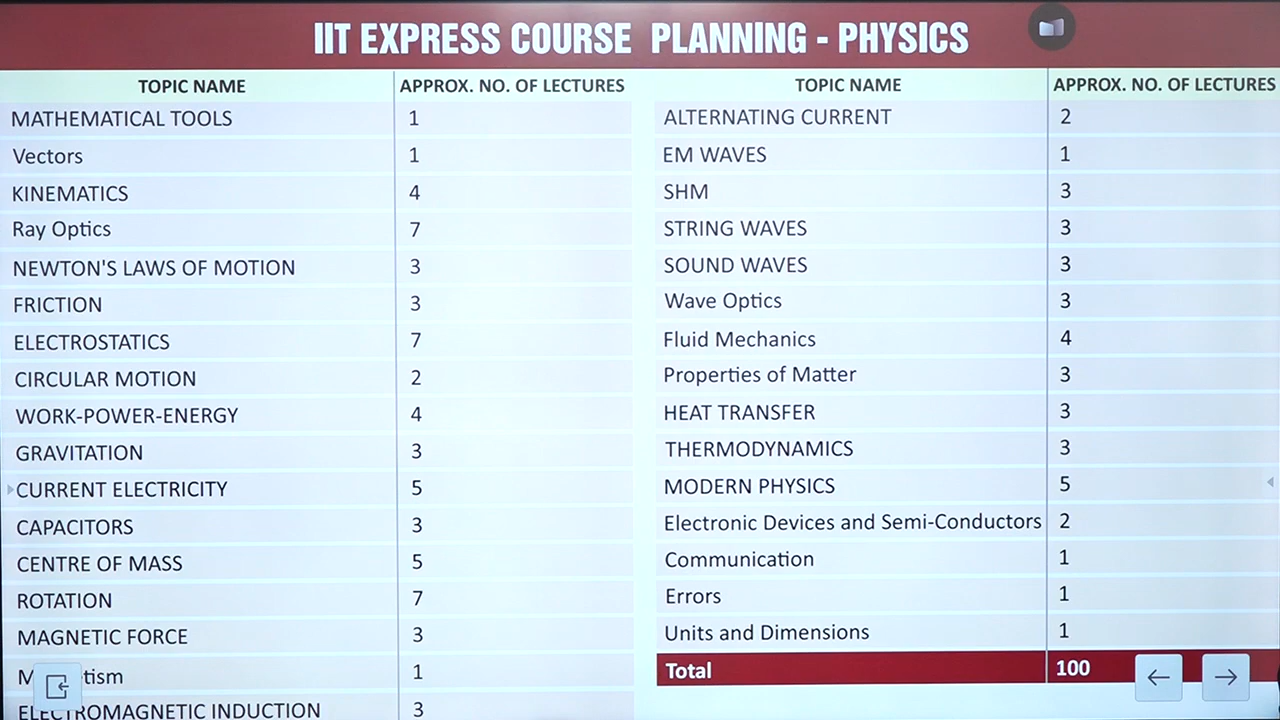 IIT EXPRESS COURSE PLANNING - PHYSICS
TOPIC NAME APPROX. NO. OF LECTURES
MATHEMATICAL TOOLS 1
Vectors 1
KINEMATICS 4
Ray Optics 7
NEWTON'S LAWS OF MOTION 3
FRICTION 3
ELECTROSTATICS 7
CIRCULAR MOTION 2
WORK-POWER-ENERGY 4
GRAVITATION 3
CURRENT ELECTRICITY 5
CAPACITORS 3
CENTRE OF MASS 5
ROTATION 7
MAGNETIC FORCE 3
1
INDUCTION 3
TOPIC NAME APPROX. NO. OF LECTURES
ALTERNATING CURRENT 2
EM WAVES 1
SHM 3
STRING WAVES 3
SOUND WAVES 3
Wave Optics 3
Fluid Mechanics 4
Properties of Matter 3
HEAT TRANSFER 3
THERMODYNAMICS 3
MODERN PHYSICS 5
Electronic Devices and Semi-Conductors 2
Communication 1
Errors 1
Units and Dimensions 1
Total 100